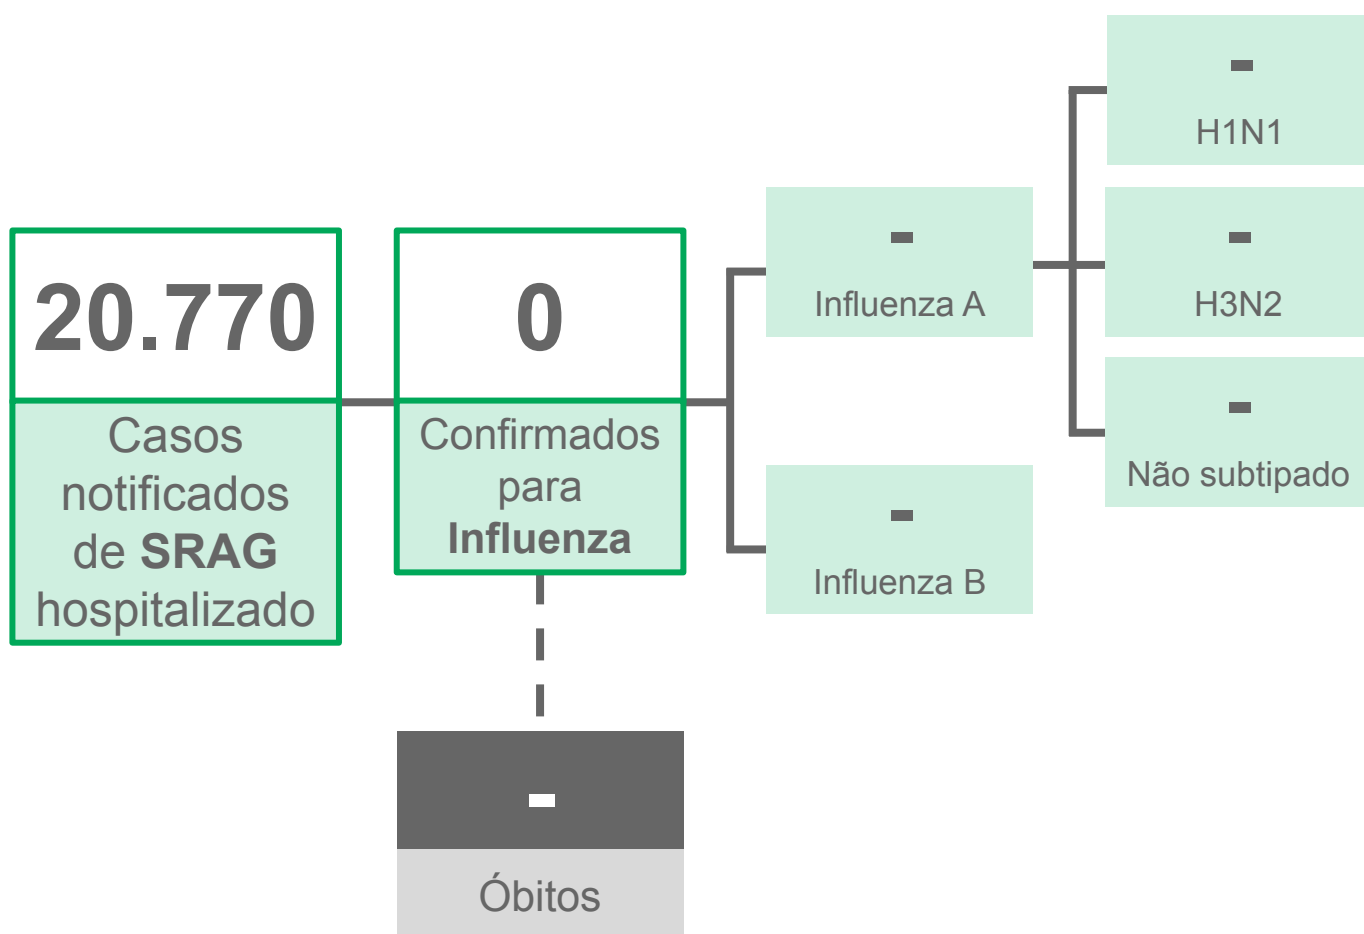 20.770
Casos
notificados
de SRAG
hospitalizado
0
Confirmados
para
Influenza
-
Óbitos
-
Influenza A
-
Influenza B
-
H1N1
-
H3N2
-
Não subtipado